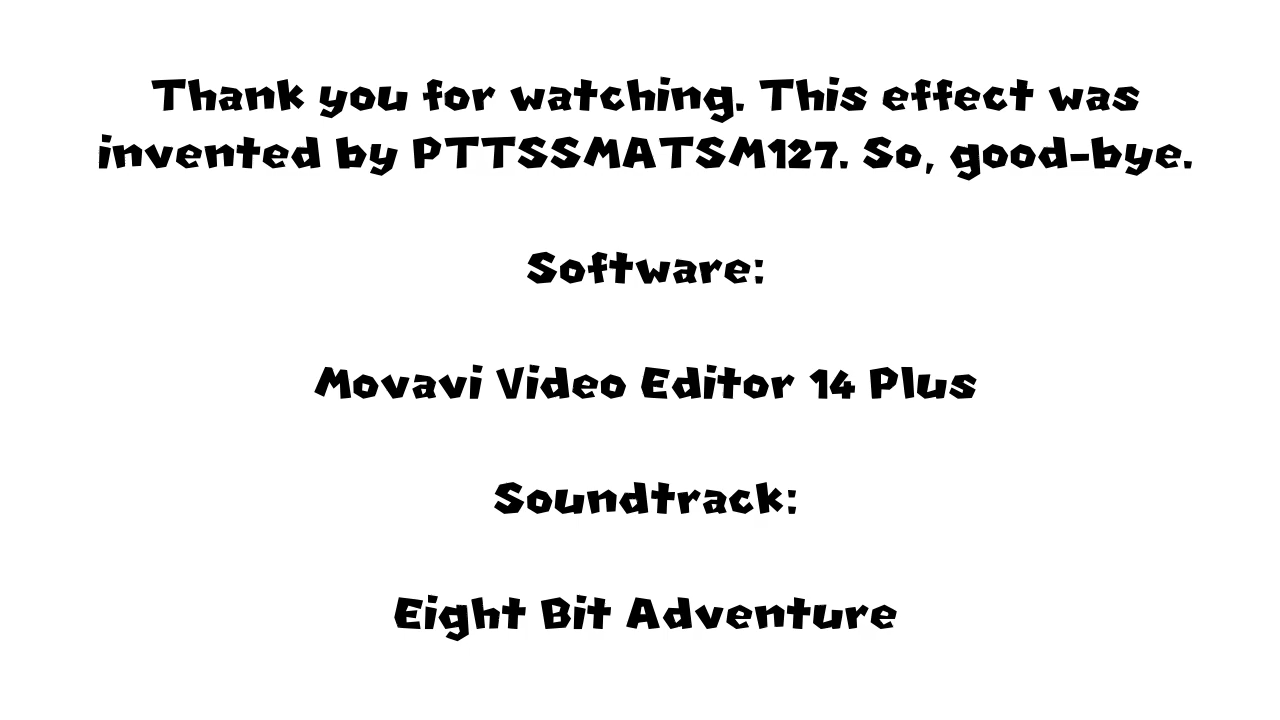 Thank you for watching. This effect was
invented by PTTSSMATSM127. So, good-bye.
Software:
Movavi Video Editor 14 Plus
Soundtrack:
Eight Bit Adventure